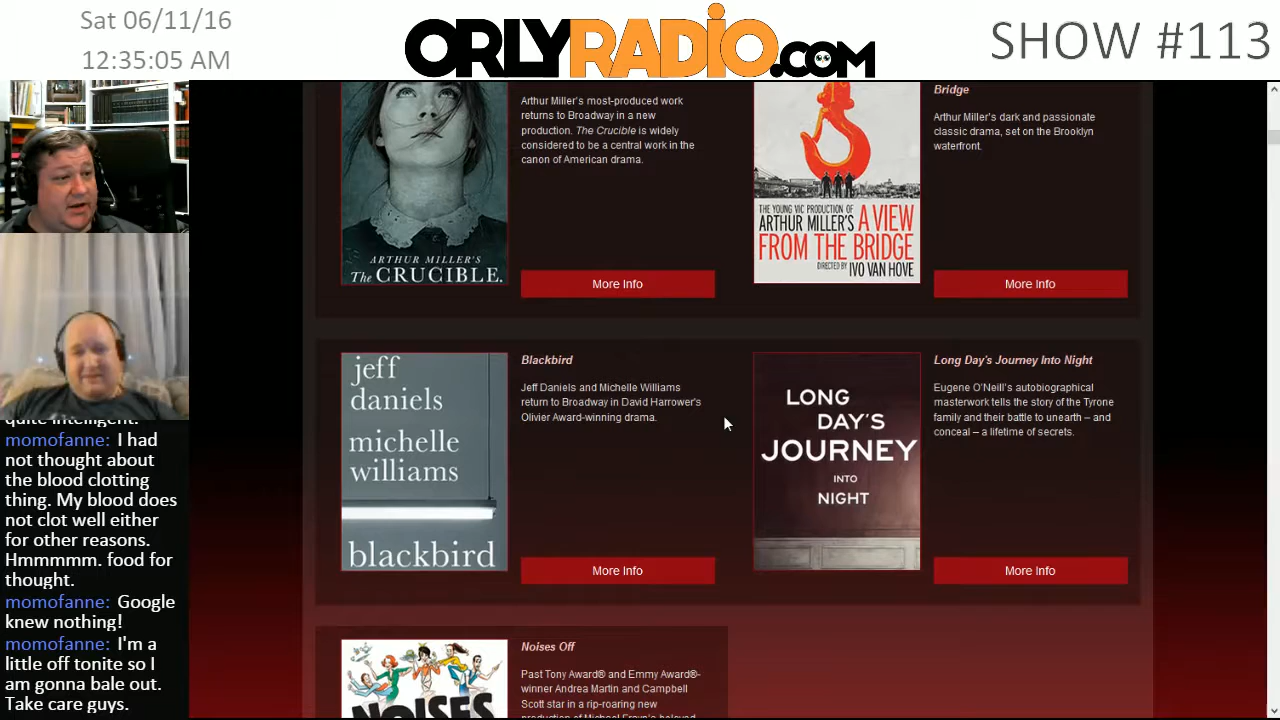 Sat 06/11/16
12:35:05 AM
ORLYRADiO.COM
SHOW #113
quite intelligent.
momofanne: I had
not thought about
the blood clotting
thing. My blood does
not clot well either
for other reasons.
Hmmmmm. food for
thought.
momofanne: Google
knew nothing!
momofanne: I'm a
little off tonite so I
am gonna bale out.
Take care guys.
ARTHUR MILLER'S
The CRUCIBLE.
Arthur Miller's most-produced work
returns to Broadway in a new
production. The Crucible is widely
considered to be a central work in the
canon of American drama.
More Info
THE YOUNG VIC PRODUCTION OF
ARTHUR MILLER'S A VIEW
FROM THE BRIDGE
DIRECTED BY IVO VAN HOVE
Bridge
Arthur Miller's dark and passionate
classic drama, set on the Brooklyn
waterfront.
More Info
jeff
daniels
michelle
williams
blackbird
Blackbird
Jeff Daniels and Michelle Williams
return to Broadway in David Harrower's
Olivier Award-winning drama.
More Info
LONG
DAY'S
JOURNEY
INTO
NIGHT
Long Day's Journey Into Night
Eugene O'Neill's autobiographical
masterwork tells the story of the Tyrone
family and their battle to unearth – and
conceal – a lifetime of secrets.
More Info
NOISES
Noises Off
Past Tony Award® and Emmy Award®-
winner Andrea Martin and Campbell
Scott star in a rip-roaring new
production of Michael Frayn's beloved